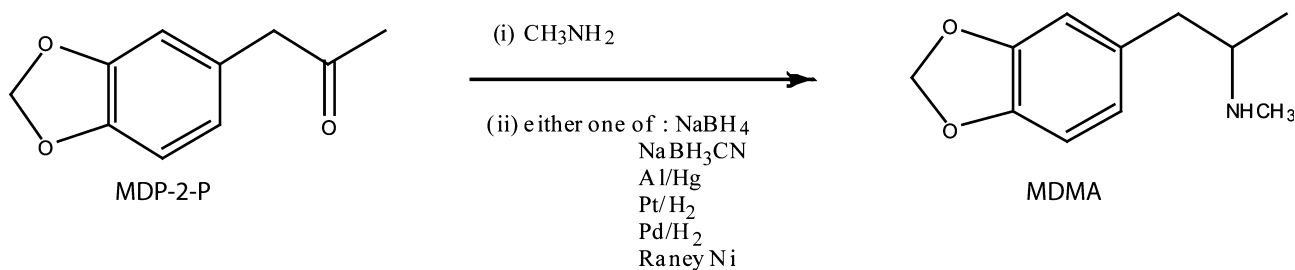 O
O
O
MDP-2-P
(i) CH3NH2
(ii) either one of : NaBH4
NaBH3CN
Al/Hg
Pt/H2
Pd/H2
Raney Ni
O
O
NHCH3
MDMA